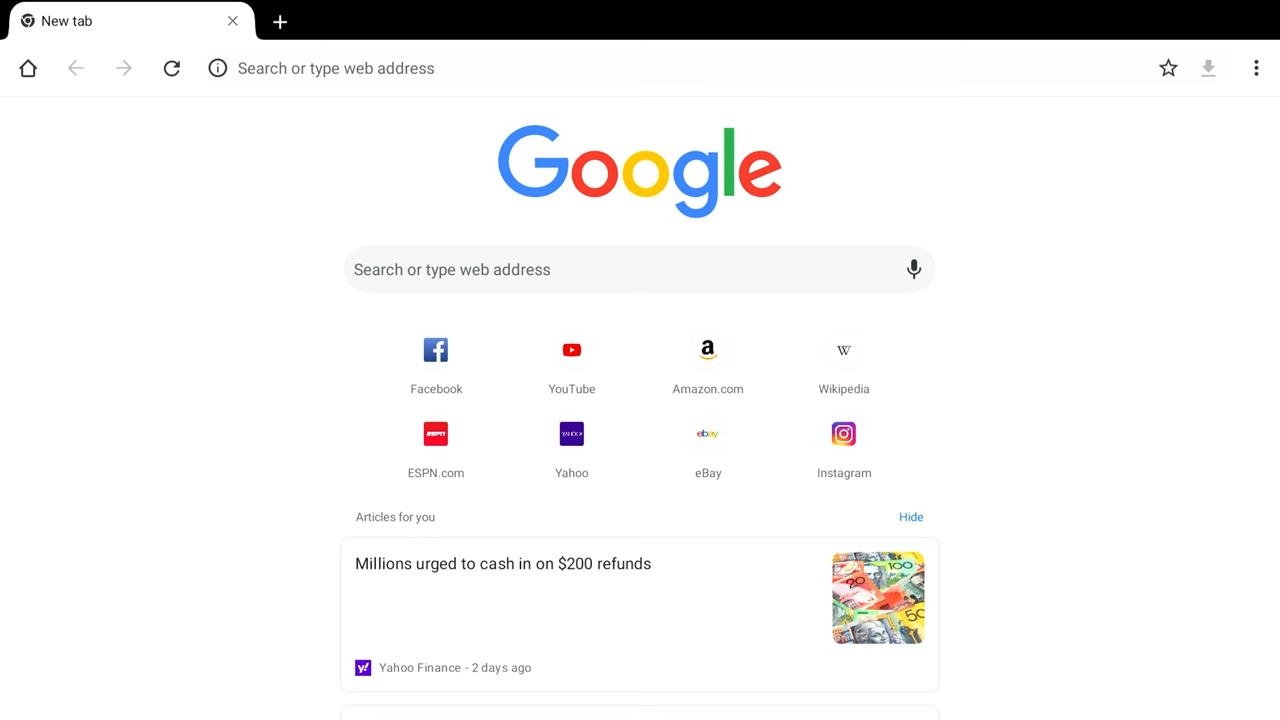 New tab
Search or type web address
Google
Search or type web address
Facebook
YouTube
Amazon.com
Wikipedia
ESPN.com
Yahoo
eBay
Instagram
Articles for you
Hide
Millions urged to cash in on $200 refunds
Yahoo Finance - 2 days ago